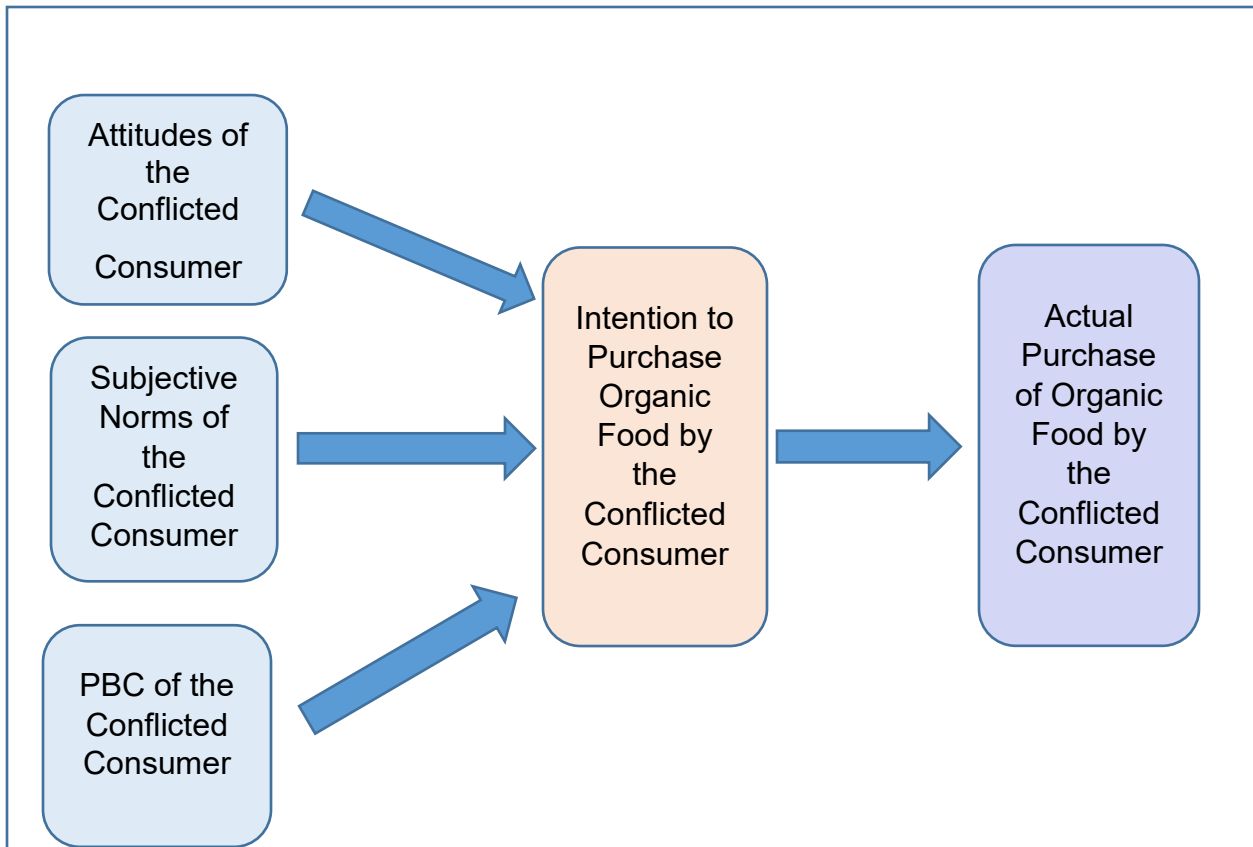 Attitudes of
the
Conflicted
Consumer
Subjective
Norms of
the
Conflicted
Consumer
PBC of the
Conflicted
Consumer
Intention to
Purchase
Organic
Food by
the
Conflicted
Consumer
Actual
Purchase
of Organic
Food by
the
Conflicted
Consumer